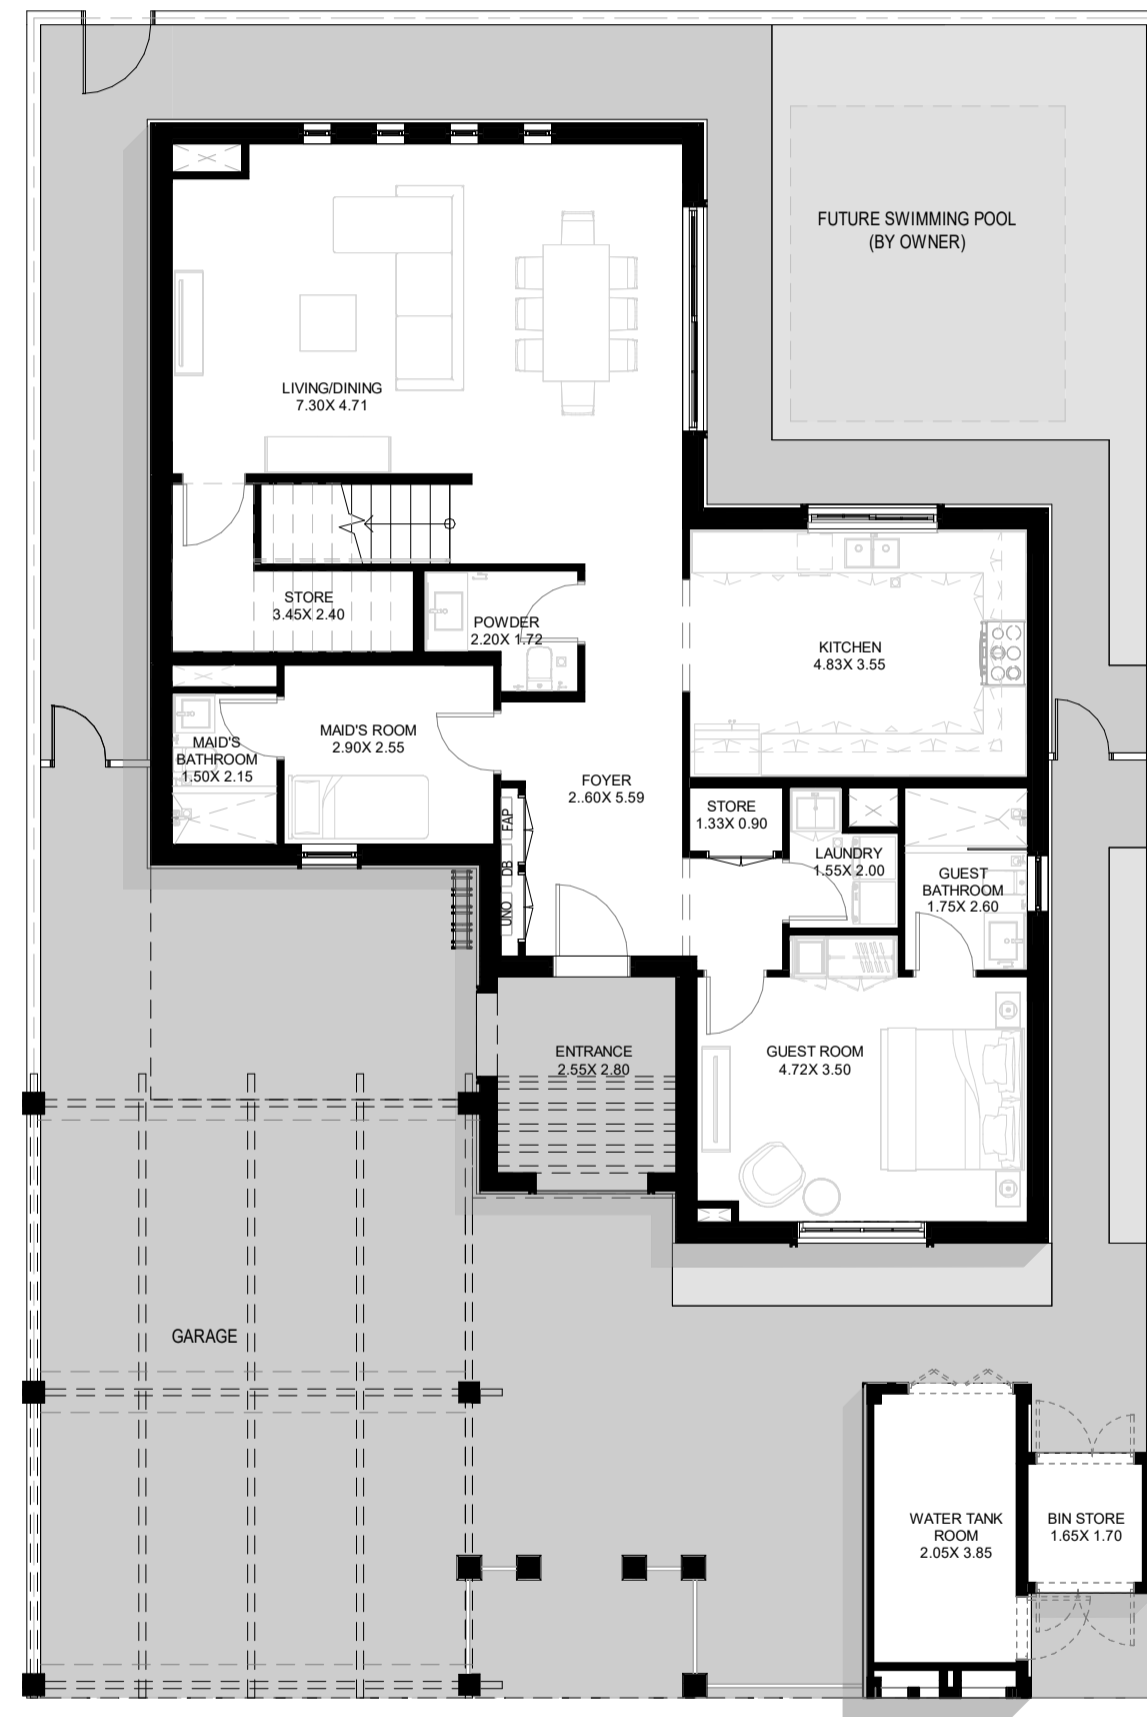 FUTURE SWIMMING POOL
(BY OWNER)
LIVING/DINING
7.30X 4.71
STORE
3.45X 2.40
POWDER
2.20X 1.72
KITCHEN
4.83X 3.55
MAID'S
BATHROOM
1.50X 2.15
MAID'S ROOM
2.90X 2.55
FOYER
2..60X 5.59
FAP
DB
UNO
STORE
1.33X 0.90
LAUNDRY
1.55X 2.00
GUEST
BATHROOM
1.75X 2.60
ENTRANCE
2.55X 2.80
GUEST ROOM
4.72X 3.50
GARAGE
WATER TANK
ROOM
2.05X 3.85
BIN STORE
1.65X 1.70